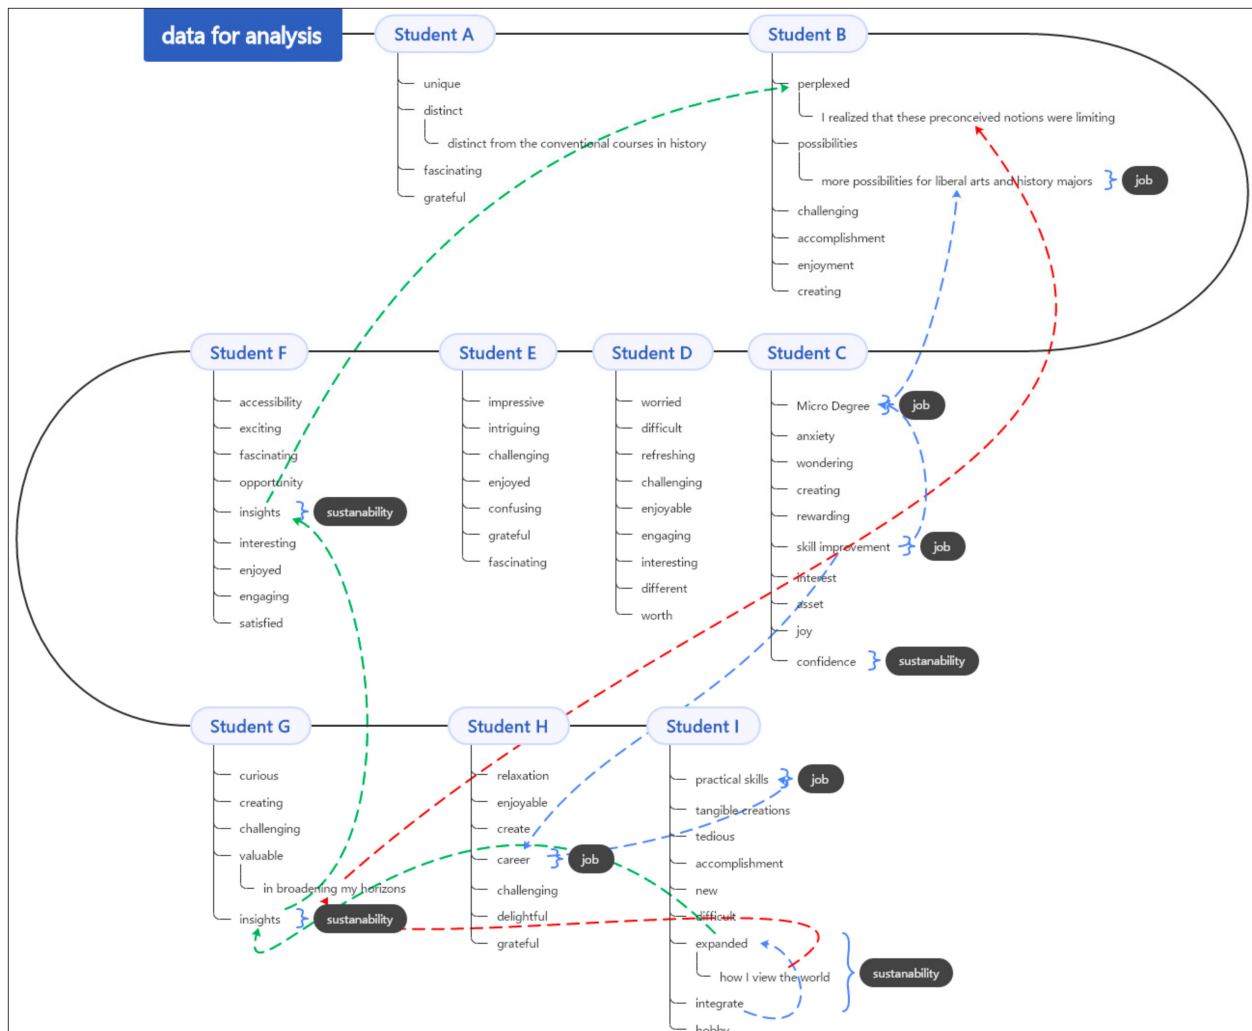 data for analysis
Student A
unique
distinct
distinct from the conventional courses in history
fascinating
grateful
Student B
perplexed
I realized that these preconceived notions were limiting
possibilities
more possibilities for liberal arts and history majors
job
challenging
accomplishment
enjoyment
creating
Student F
accessibility
exciting
fascinating
opportunity
insights
sustanability
interesting
enjoyed
engaging
satisfied
Student E
impressive
intriguing
challenging
enjoyed
confusing
grateful
fascinating
Student D
worried
difficult
refreshing
challenging
enjoyable
engaging
interesting
different
worth
Student C
Micro Degree
job
anxiety
wondering
creating
rewarding
skill improvement
job
interest
asset
joy
confidence
sustanability
Student G
curious
creating
challenging
valuable
in broadening my horizons
insights
sustanability
Student H
relaxation
enjoyable
create
career
job
challenging
delightful
grateful
Student I
practical skills
job
tangible creations
tedious
accomplishment
new
difficult
expanded
how I view the world
sustanability
integrate
hobby